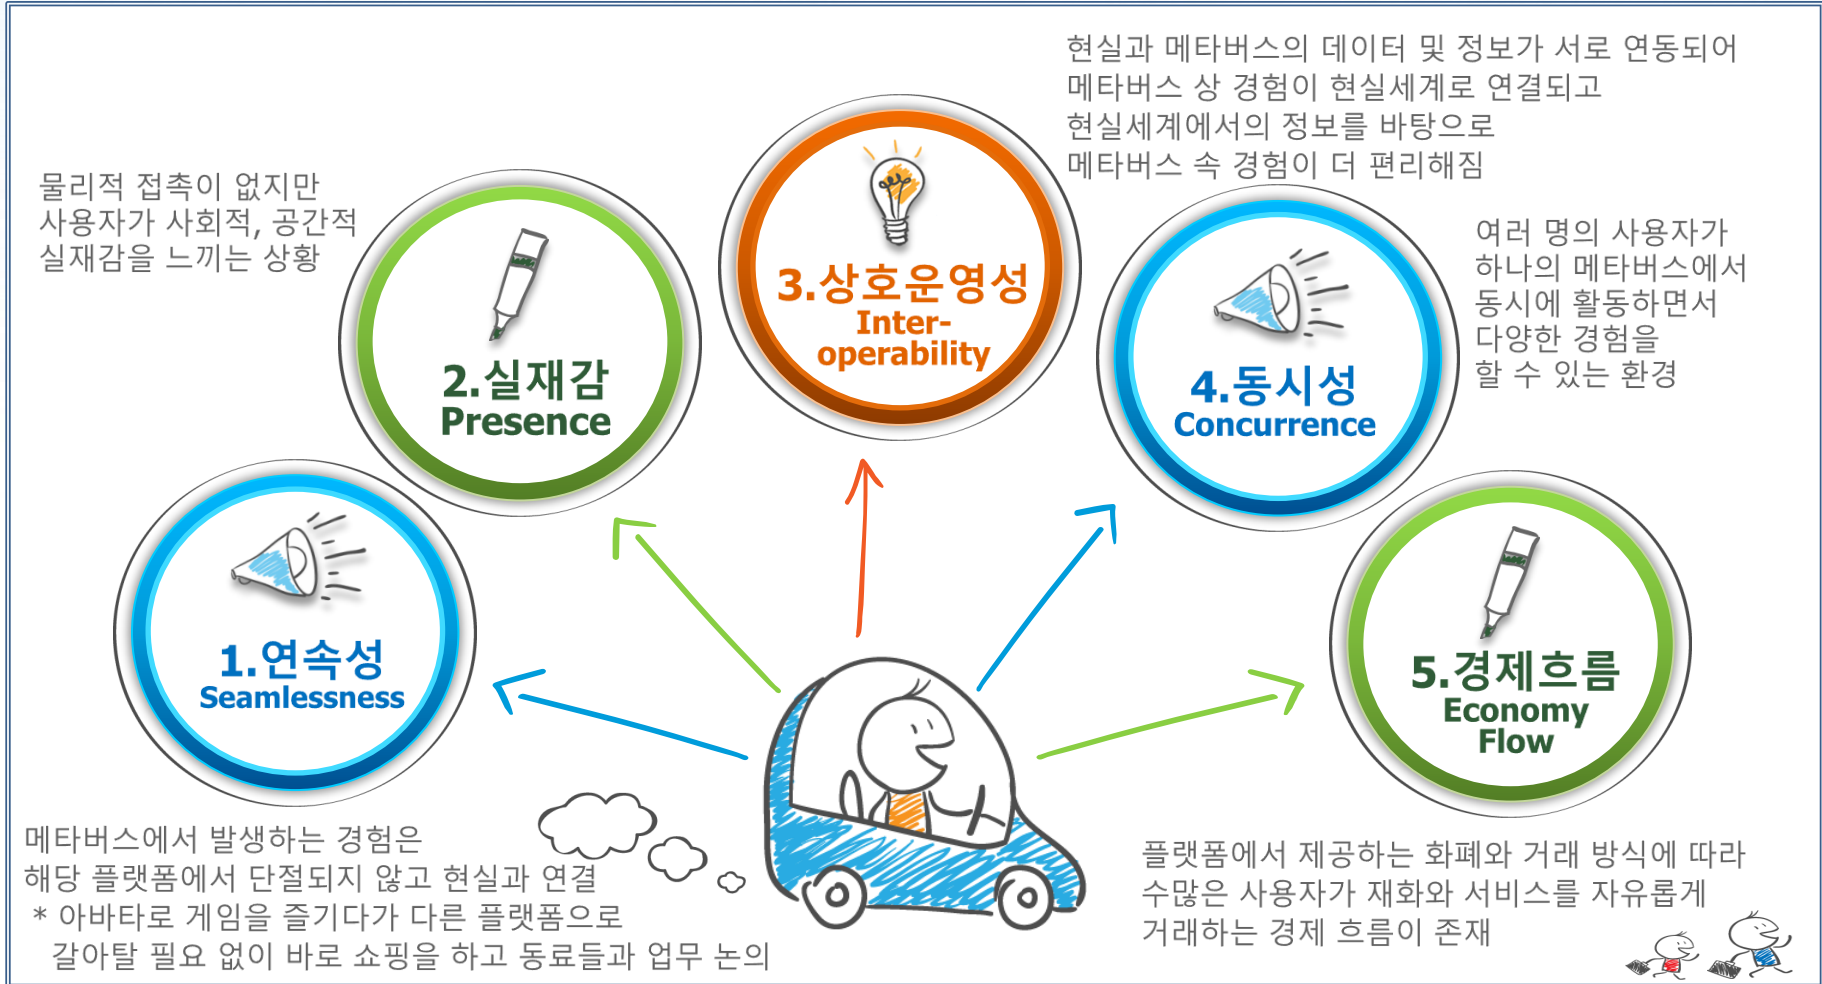 메타버스에서 발생하는 경험은
해당 플랫폼에서 단절되지 않고 현실과 연결
* 아바타로 게임을 즐기다가 다른 플랫폼으로
갈아탈 필요 없이 바로 쇼핑을 하고 동료들과 업무 논의
1.연속성
Seamlessness
물리적 접촉이 없지만
사용자가 사회적, 공간적
실재감을 느끼는 상황
2.실재감
Presence
3.상호운영성
Inter-
operability
현실과 메타버스의 데이터 및 정보가 서로 연동되어
메타버스 상 경험이 현실세계로 연결되고
현실세계에서의 정보를 바탕으로
메타버스 속 경험이 더 편리해짐
4.동시성
Concurrence
여러 명의 사용자가
하나의 메타버스에서
동시에 활동하면서
다양한 경험을
할 수 있는 환경
5.경제흐름
Economy
Flow
플랫폼에서 제공하는 화폐와 거래 방식에 따라
수많은 사용자가 재화와 서비스를 자유롭게
거래하는 경제 흐름이 존재